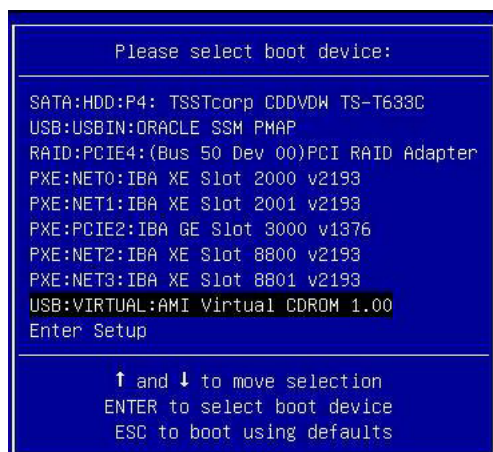 Please select boot device:
SATA:HDD:P4: TSSTcorp CDDVDW TS-T633C
USB:USBIN:ORACLE SSM PMAP
RAID:PCIE4:(Bus 50 Dev 00)PCI RAID Adapter
PXE:NET0:IBA XE Slot 2000 v2193
PXE:NET1:IBA XE Slot 2001 v2193
PXE:PCIE2:IBA GE Slot 3000 v1376
PXE:NET2:IBA XE Slot 8800 v2193
PXE:NET3:IBA XE Slot 8801 v2193
USB:VIRTUAL:AMI Virtual CDROM 1.00
Enter Setup
↑ and ↓ to move selection
ENTER to select boot device
ESC to boot using defaults